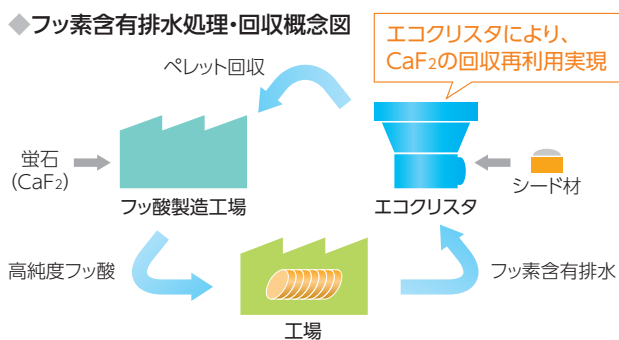 ◆フッ素含有排水処理・回収概念図
エコクリスタにより、
CaF₂の回収再利用実現
ペレット回収
蛍石
(CaF₂)
シード材
フッ酸製造工場
エコクリスタ
高純度フッ酸
フッ素含有排水
工場